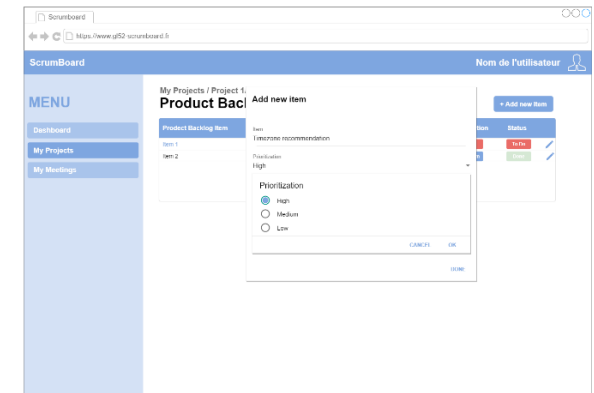 Scrumboard
https://www.gl52-scrumboard.fr
ScrumBoard
Nom de l'utilisateur
MENU
Dashboard
My Projects
My Meetings
My Projects / Project 1
Product Bac
+ Add new Item
Product Backlog Item
tion
Status
Item 1
To Do
Item 2
Add new item
Item
Timezone recommendation
Prioritization
High
Prioritization
High
Medium
Low
CANCEL
OK
DONE